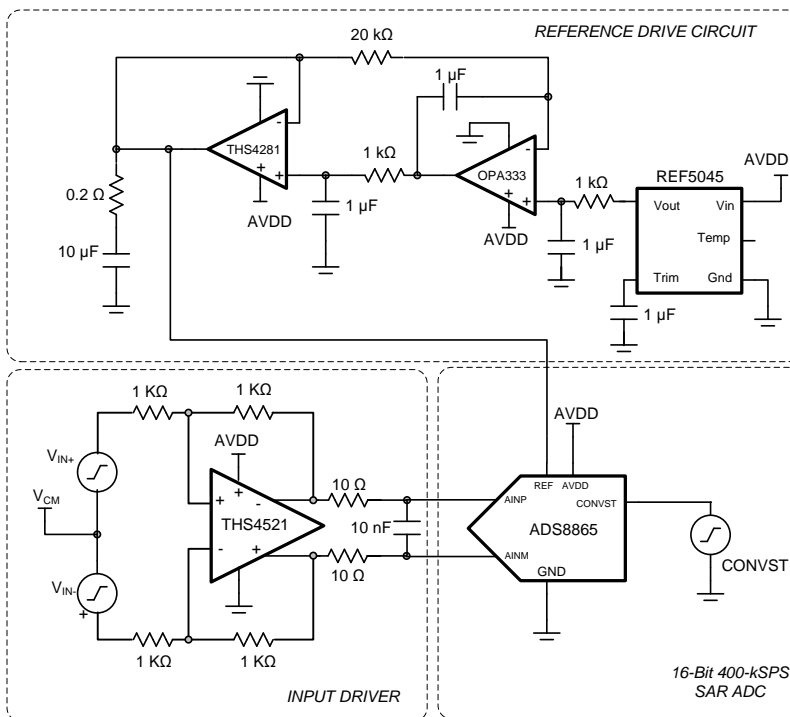 REFERENCE DRIVE CIRCUIT
20 kΩ
1 µF
-
THS4281
+
+
AVDD
1 kΩ
1 µF
-
OPA333
+
+
AVDD
1 kΩ
1 µF
REF5045
AVDD
Vout
Vin
Temp
Trim
Gnd
1 µF
0.2 Ω
10 µF
1 KΩ
1 KΩ
VIN+
VCM
VIN-
+
AVDD
+
+
-
THS4521
-
+
10 Ω
10 nF
10 Ω
1 KΩ
1 KΩ
INPUT DRIVER
AVDD
REF
AVDD
CONVST
AINP
ADS8865
AINM
GND
CONVST
16-Bit 400-kSPS
SAR ADC